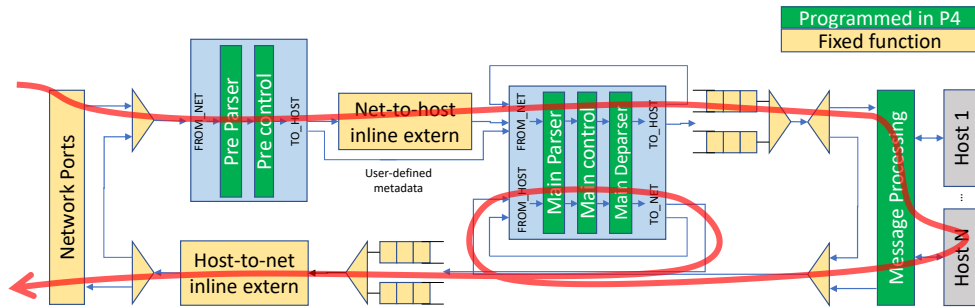 Programmed in P4
Fixed function
Network Ports
FROM_NET
Pre Parser
Pre control
TO_HOST
Net-to-host
inline extern
User-defined
metadata
FROM_NET
FROM_HOST
Main Parser
Main control
Main Deparser
TO_HOST
TO_NET
Message Processing
Host 1
...
Host N
Host-to-net
inline extern